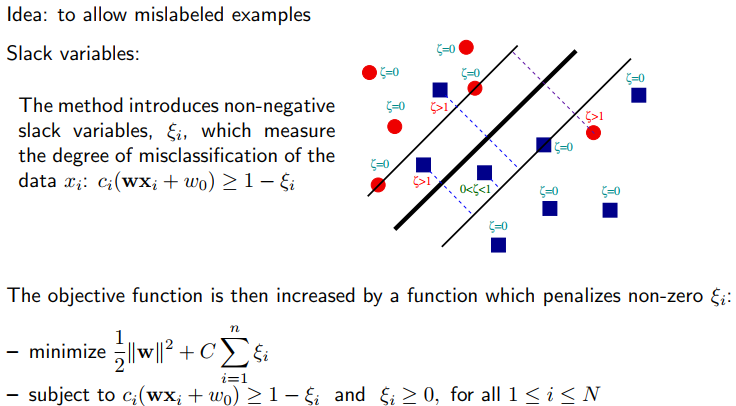 Idea: to allow mislabeled examples
Slack variables:
The method introduces non-negative
slack variables, ξᵢ, which measure
the degree of misclassification of the
data xᵢ: cᵢ(wxᵢ + w₀) ≥ 1 − ξᵢ
ζ=0
ζ=0
ζ=0
ζ=0
ζ>1
ζ=0
ζ>1
ζ=0
ζ=0
ζ>1
0<ζ<1
ζ=0
ζ=0
ζ=0
The objective function is then increased by a function which penalizes non-zero ξᵢ:
– minimize ½‖w‖² + C ∑ᵢ₌₁ⁿ ξᵢ
– subject to cᵢ(wxᵢ + w₀) ≥ 1 − ξᵢ and ξᵢ ≥ 0, for all 1 ≤ i ≤ N